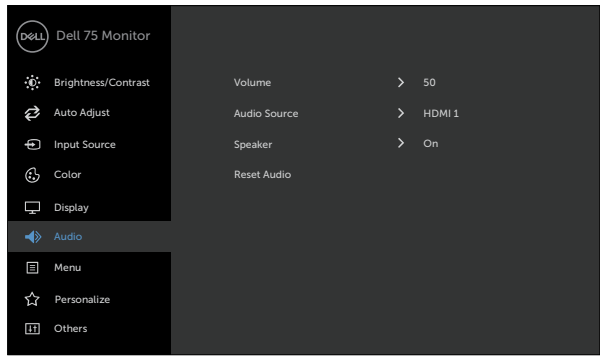 DELL Dell 75 Monitor
Brightness/Contrast
Auto Adjust
Input Source
Color
Display
Audio
Menu
Personalize
Others
Volume 50
Audio Source HDMI 1
Speaker On
Reset Audio